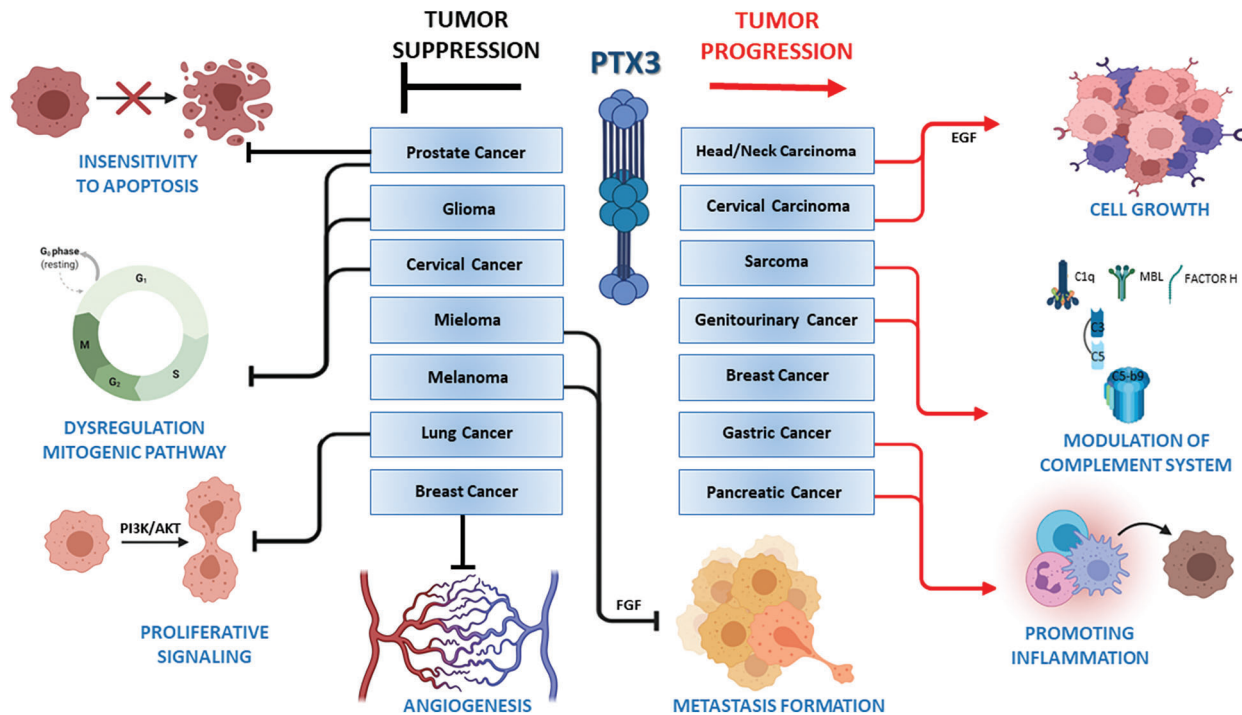 TUMOR
SUPPRESSION
PTX3
TUMOR
PROGRESSION
INSENSITIVITY
TO APOPTOSIS
G₀ phase
(resting)
G₁
S
G₂
M
DYSREGULATION
MITOGENIC PATHWAY
PI3K/AKT
PROLIFERATIVE
SIGNALING
Prostate Cancer
Glioma
Cervical Cancer
Mieloma
Melanoma
Lung Cancer
Breast Cancer
ANGIOGENESIS
FGF
METASTASIS FORMATION
Head/Neck Carcinoma
Cervical Carcinoma
Sarcoma
Genitourinary Cancer
Breast Cancer
Gastric Cancer
Pancreatic Cancer
EGF
CELL GROWTH
C1q
MBL
FACTOR H
C3
C5
C5-b9
MODULATION OF
COMPLEMENT SYSTEM
PROMOTING
INFLAMMATION